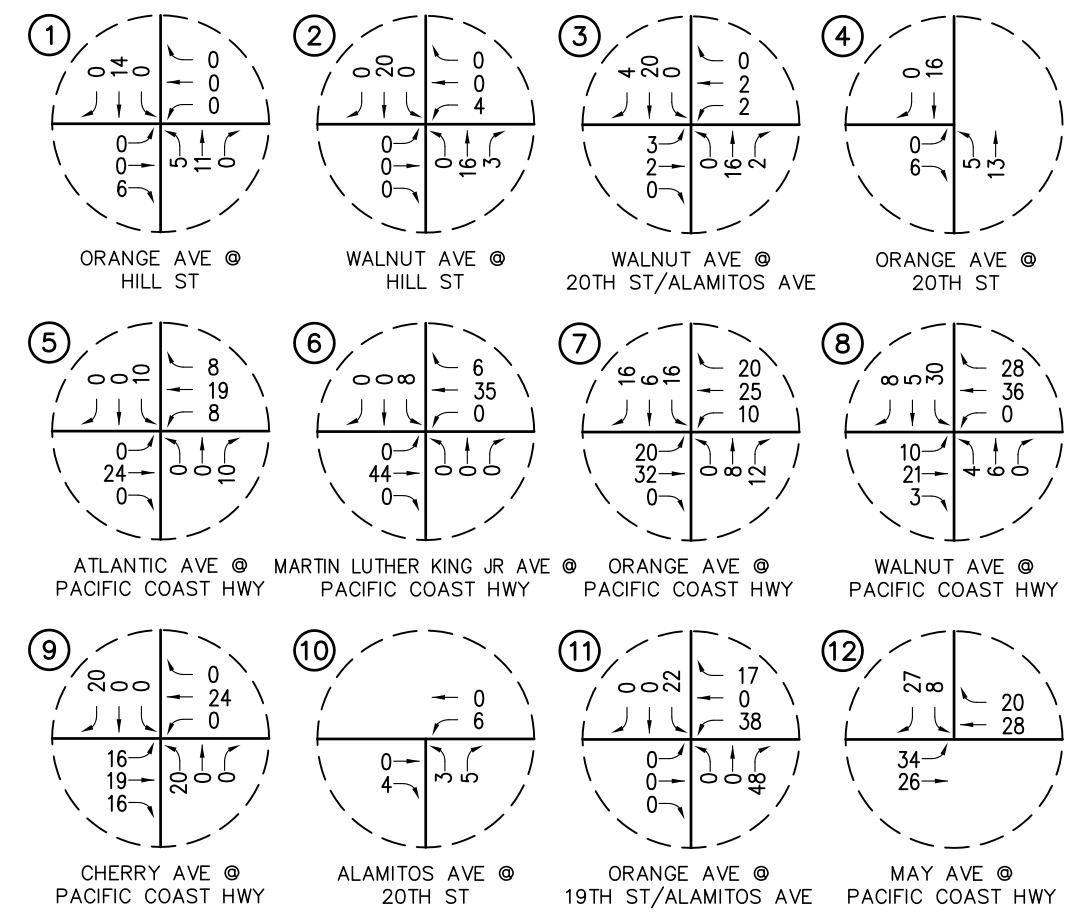 1
0 14 0
0
0
0
0
0
6
5 11 0
ORANGE AVE @
HILL ST
2
0 20 0
0
0
4
0
0
0
0 16 3
WALNUT AVE @
HILL ST
3
4 20 0
0
2
2
3
2
0
0 16 2
WALNUT AVE @
20TH ST/ALAMITOS AVE
4
0 16
0
6
5 13
ORANGE AVE @
20TH ST
5
0 0 10
8
19
8
0
24
0
0 0 10
ATLANTIC AVE @
PACIFIC COAST HWY
6
0 0 8
6
35
0
0
44
0
0 0 0
MARTIN LUTHER KING JR AVE @
PACIFIC COAST HWY
7
16 6 16
20
25
10
20
32
0
0 8 12
ORANGE AVE @
PACIFIC COAST HWY
8
8 5 30
28
36
0
10
21
3
4 6 0
WALNUT AVE @
PACIFIC COAST HWY
9
20 0 0
0
24
0
16
19
16
20 0 0
CHERRY AVE @
PACIFIC COAST HWY
10
0
6
0
4
3 5
ALAMITOS AVE @
20TH ST
11
0 0 22
17
0
38
0
0
0
0 0 48
ORANGE AVE @
19TH ST/ALAMITOS AVE
12
27 8
20
28
34
26
MAY AVE @
PACIFIC COAST HWY